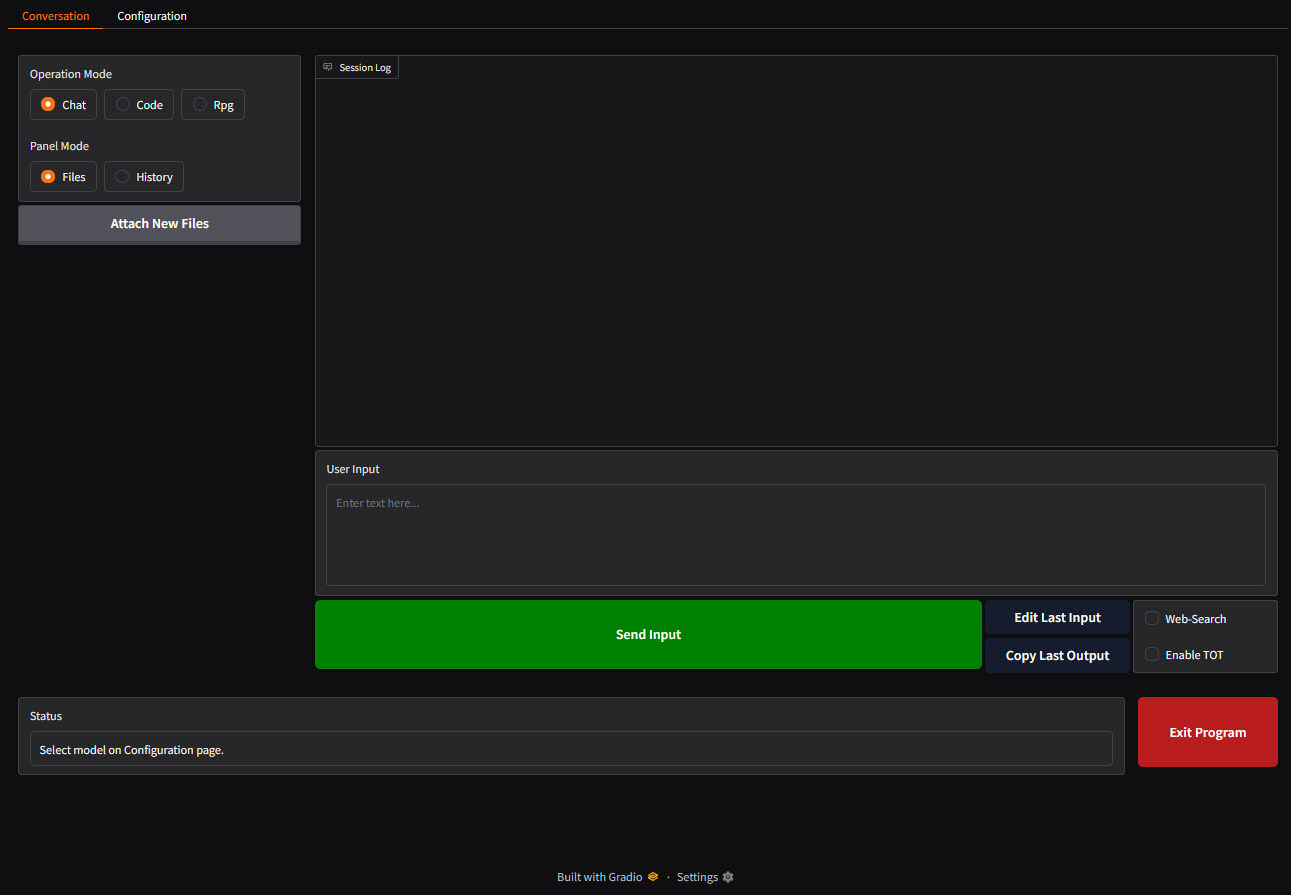 Conversation Configuration
Operation Mode
Chat Code Rpg
Panel Mode
Files History
Attach New Files
Session Log
User Input
Enter text here...
Send Input
Edit Last Input
Copy Last Output
Web-Search
Enable TOT
Status
Select model on Configuration page.
Exit Program
Built with Gradio · Settings